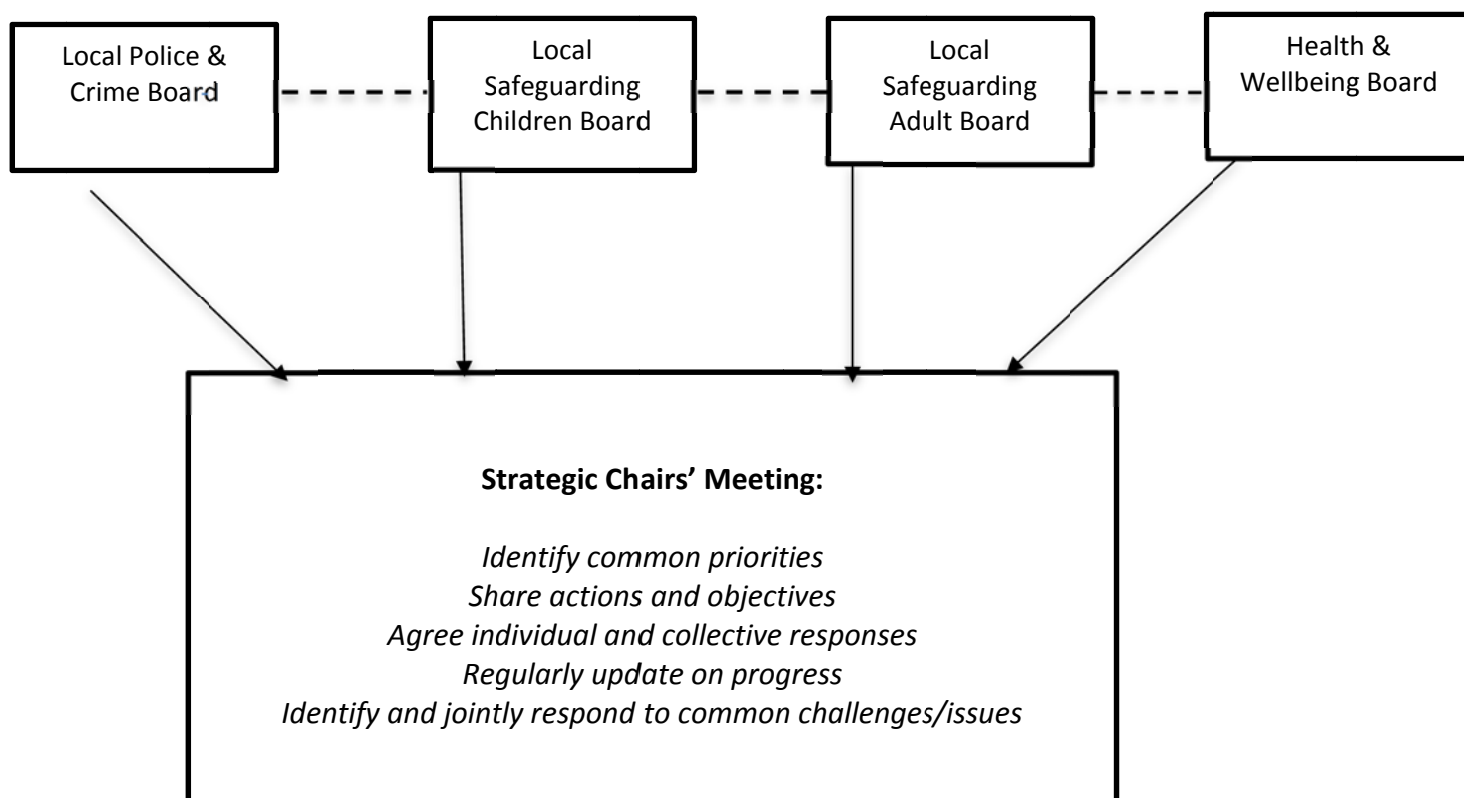 Local Police &
Crime Board
Local
Safeguarding
Children Board
Local
Safeguarding
Adult Board
Health &
Wellbeing Board
Strategic Chairs’ Meeting:
Identify common priorities
Share actions and objectives
Agree individual and collective responses
Regularly update on progress
Identify and jointly respond to common challenges/issues